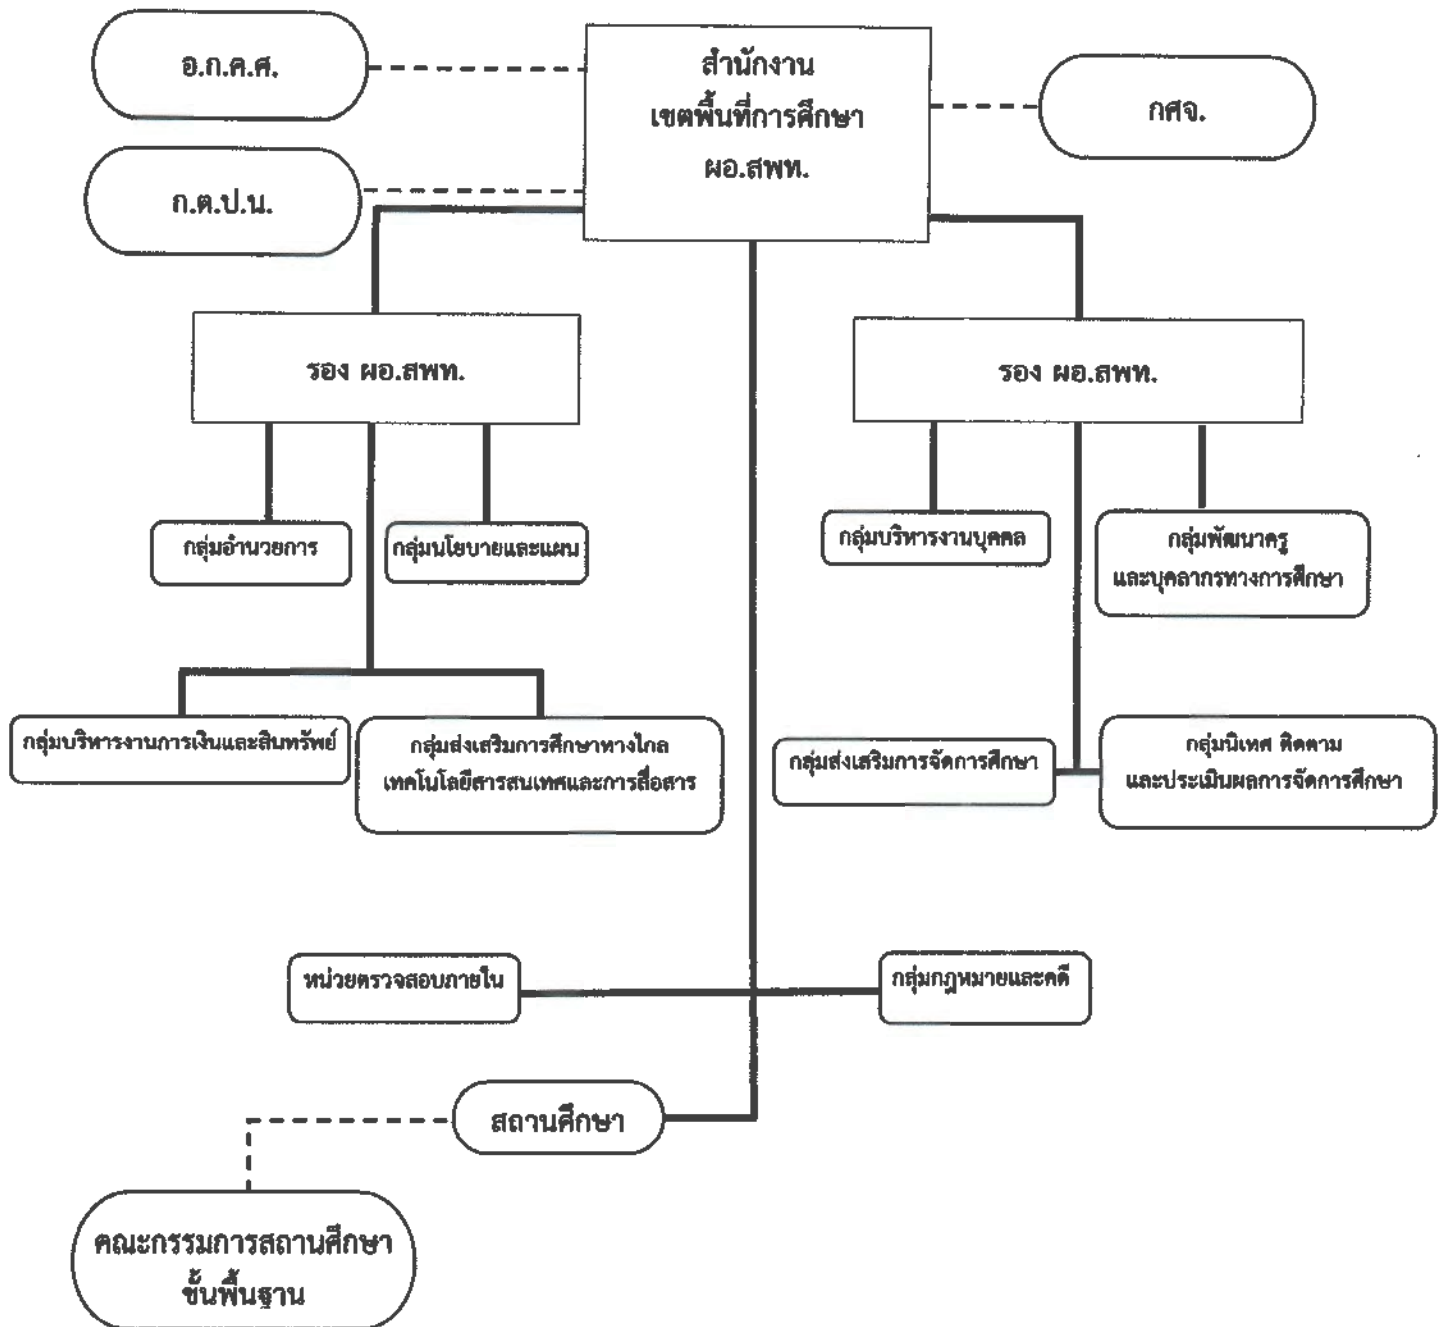 อ.ก.ค.ศ.
สำนักงาน
เขตพื้นที่การศึกษา
ผอ.สพท.
กศจ.
ก.ต.ป.น.
รอง ผอ.สพท.
รอง ผอ.สพท.
กลุ่มอำนวยการ
กลุ่มนโยบายและแผน
กลุ่มบริหารงานบุคคล
กลุ่มพัฒนาครู
และบุคลากรทางการศึกษา
กลุ่มบริหารงานการเงินและสินทรัพย์
กลุ่มส่งเสริมการศึกษาทางไกล
เทคโนโลยีสารสนเทศและการสื่อสาร
กลุ่มส่งเสริมการจัดการศึกษา
กลุ่มนิเทศ ติดตาม
และประเมินผลการจัดการศึกษา
หน่วยตรวจสอบภายใน
กลุ่มกฎหมายและคดี
สถานศึกษา
คณะกรรมการสถานศึกษา
ขั้นพื้นฐาน